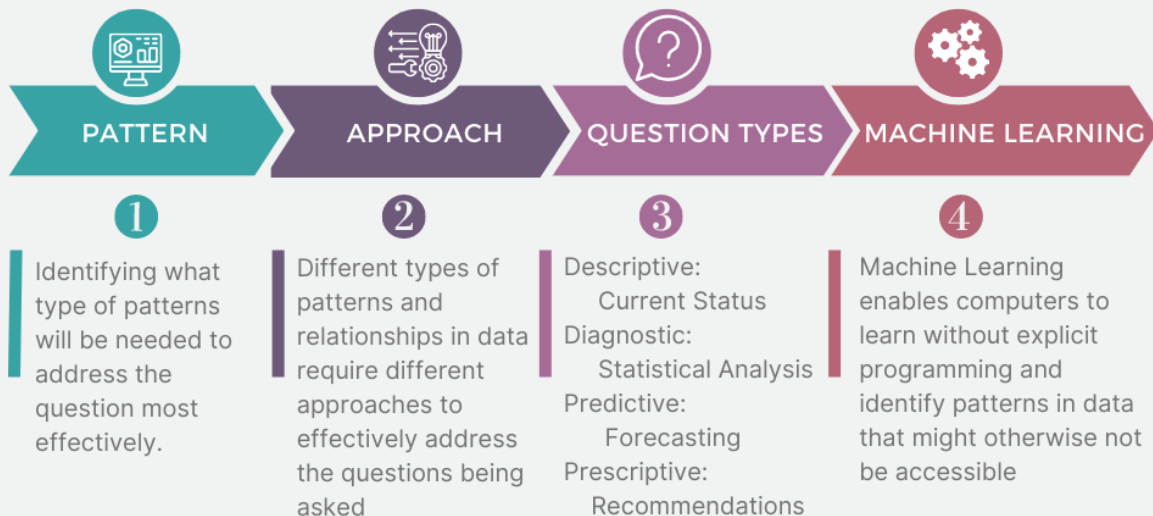 PATTERN
APPROACH
QUESTION TYPES
MACHINE LEARNING
1
Identifying what
type of patterns
will be needed to
address the
question most
effectively.
2
Different types of
patterns and
relationships in data
require different
approaches to
effectively address
the questions being
asked
3
Descriptive:
Current Status
Diagnostic:
Statistical Analysis
Predictive:
Forecasting
Prescriptive:
Recommendations
4
Machine Learning
enables computers to
learn without explicit
programming and
identify patterns in data
that might otherwise not
be accessible